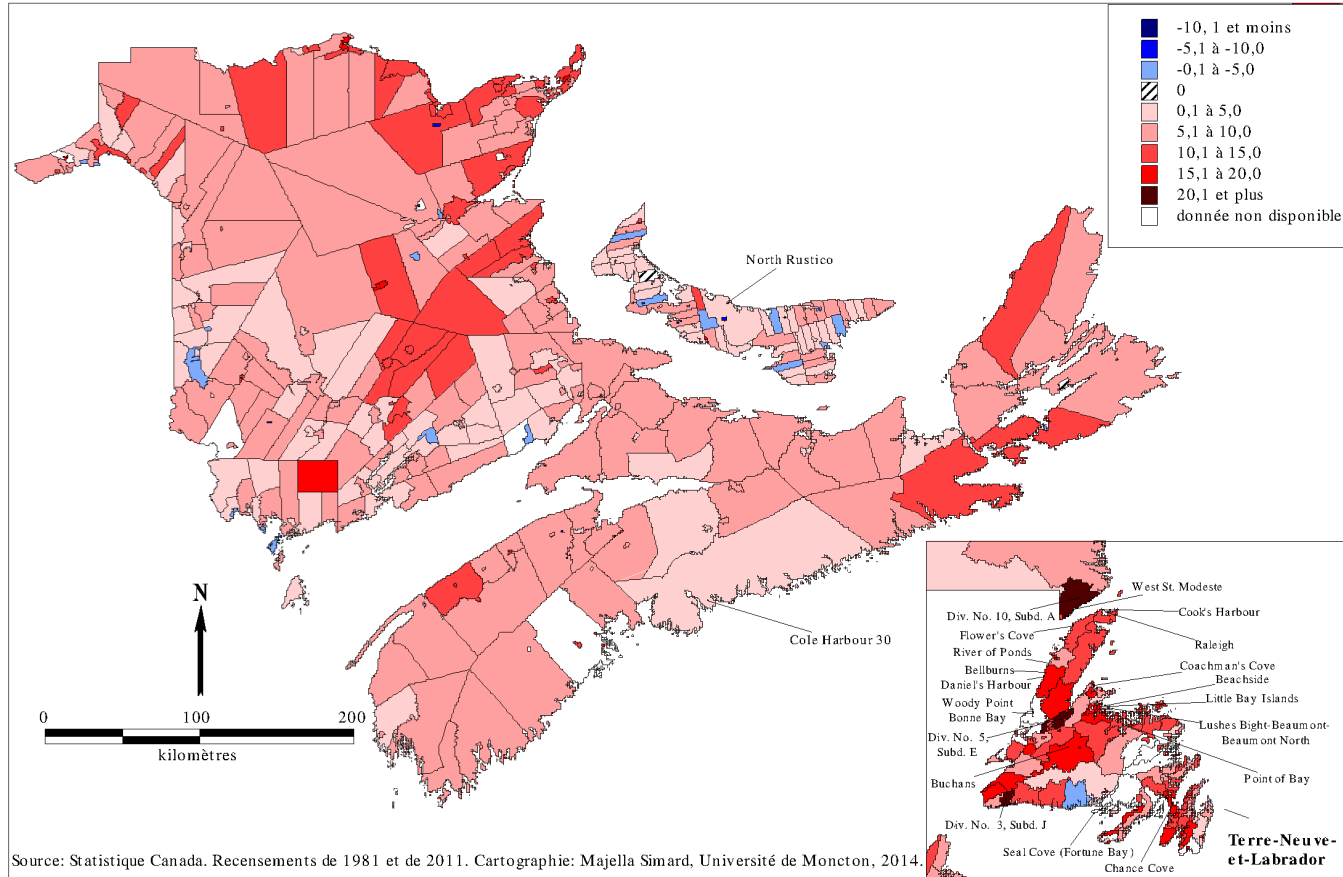 -10, 1 et moins
-5,1 à -10,0
-0,1 à -5,0
0
0,1 à 5,0
5,1 à 10,0
10,1 à 15,0
15,1 à 20,0
20,1 et plus
donnée non disponible
North Rustico
Cole Harbour 30
N
0 100 200
kilomètres
West St. Modeste
Div. No. 10, Subd. A
Cook's Harbour
Flower's Cove
Raleigh
River of Ponds
Bellburns
Coachman's Cove
Daniel's Harbour
Beachside
Woody Point
Bonne Bay
Little Bay Islands
Lushes Bight-Beaumont-
Beaumont North
Div. No. 5,
Subd. E
Buchans
Point of Bay
Div. No. 3, Subd. J
Seal Cove (Fortune Bay)
Chance Cove
Terre-Neuve-
et-Labrador
Source: Statistique Canada. Recensements de 1981 et de 2011. Cartographie: Majella Simard, Université de Moncton, 2014.